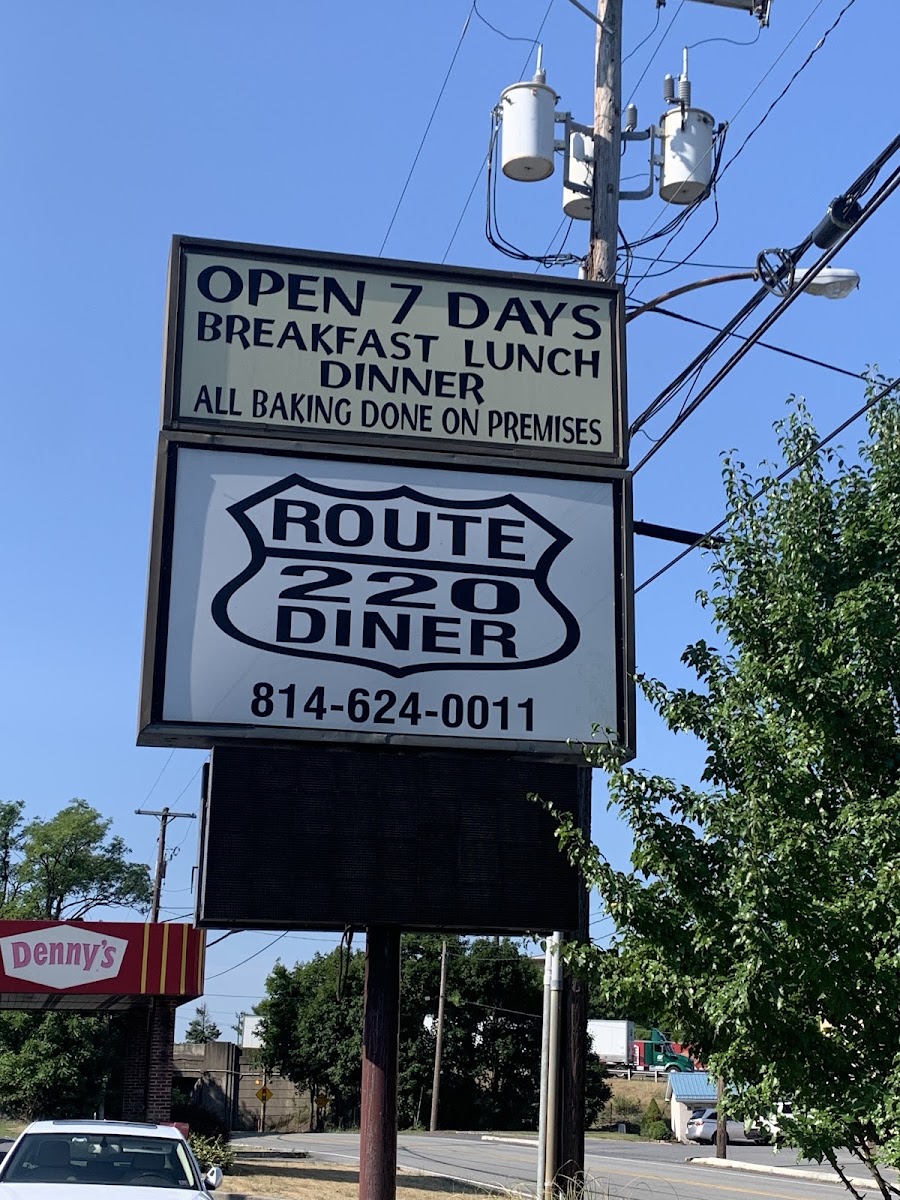 OPEN 7 DAYS
BREAKFAST LUNCH
DINNER
ALL BAKING DONE ON PREMISES
ROUTE
220
DINER
814-624-0011
Denny's